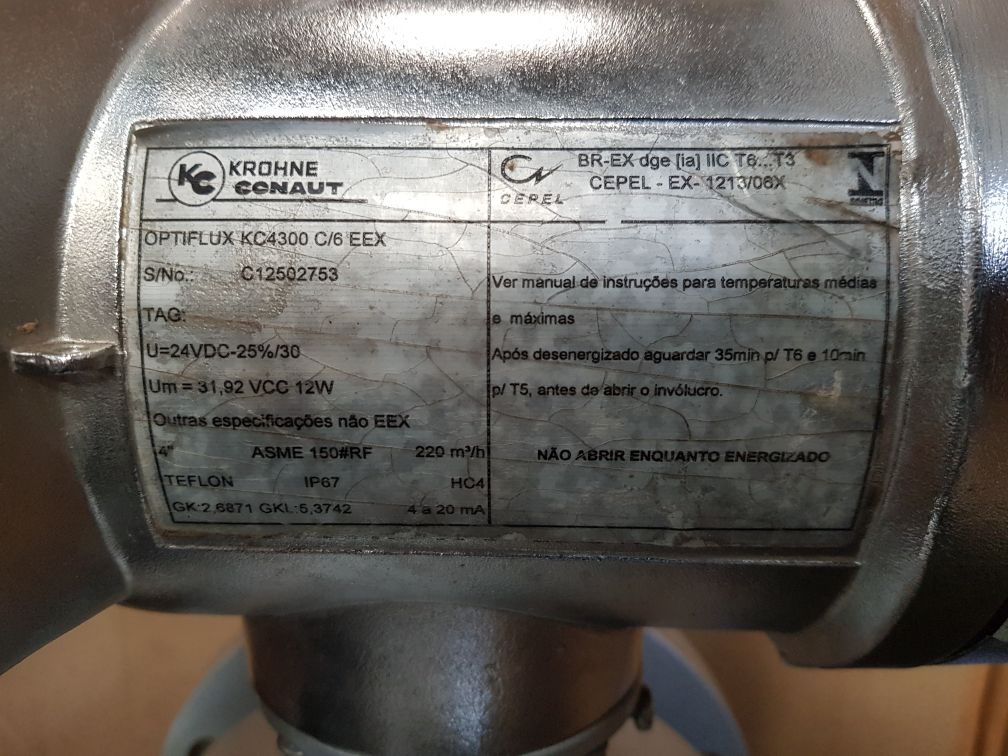 KC KROHNE
CONAUT
OPTIFLUX KC4300 C/6 EEX
S/No.: C12502753
TAG:
U=24VDC-25%/30
Um = 31,92 VCC 12W
Outras especificações não EEX
4" ASME 150#RF 220 m³/h
TEFLON IP67 HC4
GK:2,6871 GKL:5,3742 4 a 20 mA
CEPEL
BR-EX dge [ia] IIC T6...T3
CEPEL - EX- 1213/06X
Ver manual de instruções para temperaturas médias
e máximas
Após desenergizado aguardar 35min p/ T6 e 10min
p/ T5, antes de abrir o invólucro.
NÃO ABRIR ENQUANTO ENERGIZADO